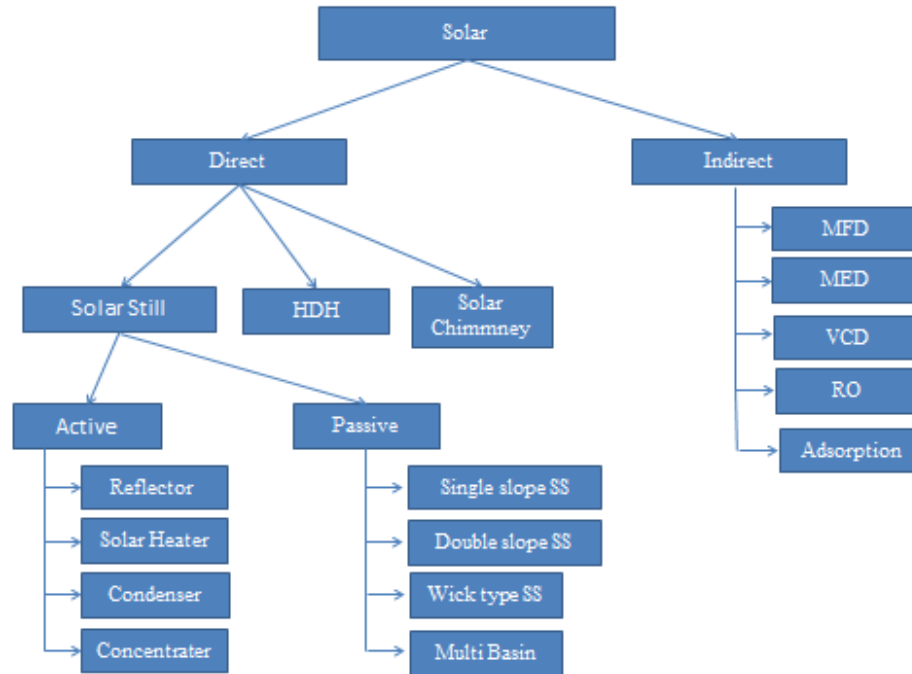 Solar
Direct
Indirect
MFD
MED
VCD
RO
Adsorption
Solar Still
HDH
Solar
Chimmney
Active
Passive
Reflector
Solar Heater
Condenser
Concentrater
Single slope SS
Double slope SS
Wick type SS
Multi Basin